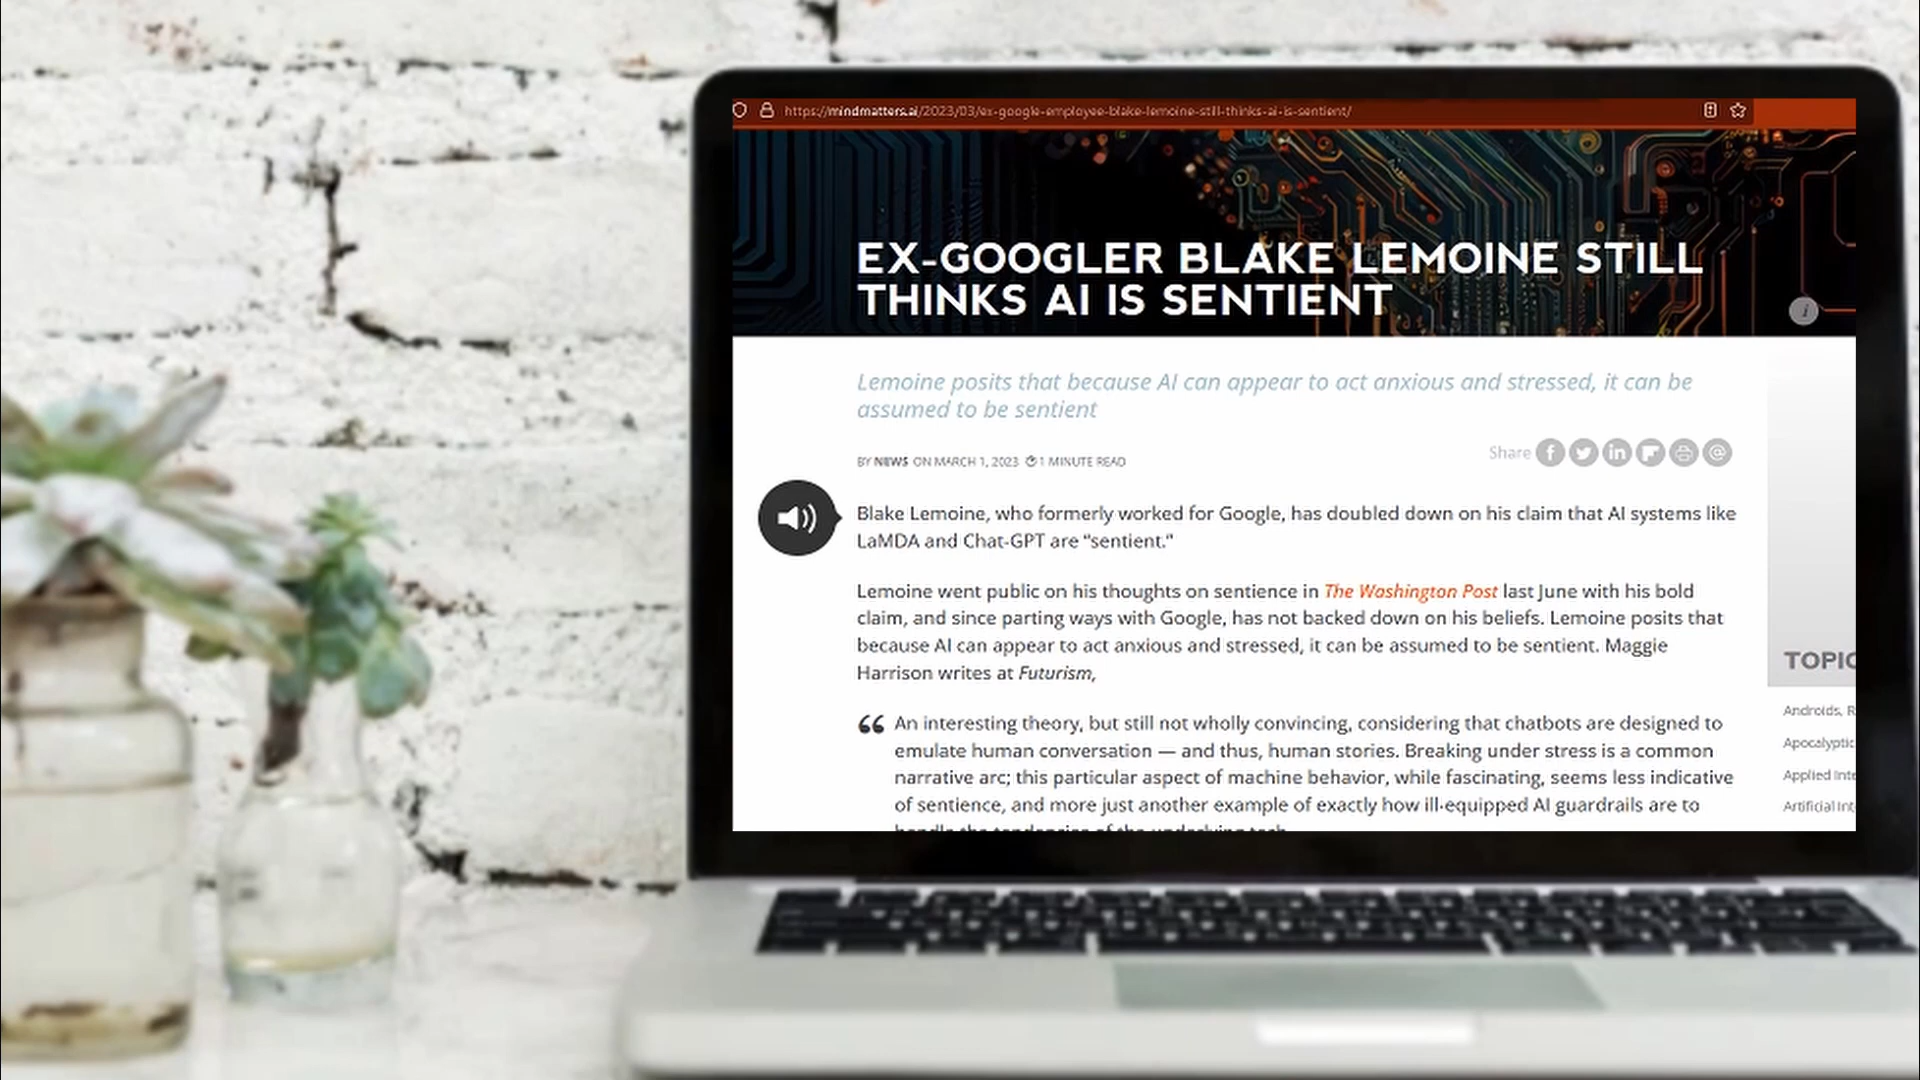 https://mindmatters.ai/2023/03/ex-google-employee-blake-lemoine-still-thinks-ai-is-sentient/
EX-GOOGLER BLAKE LEMOINE STILL
THINKS AI IS SENTIENT
i
Lemoine posits that because AI can appear to act anxious and stressed, it can be
assumed to be sentient
BY NEWS ON MARCH 1, 2023 1 MINUTE READ
Share
Blake Lemoine, who formerly worked for Google, has doubled down on his claim that AI systems like
LaMDA and Chat-GPT are “sentient.”
Lemoine went public on his thoughts on sentience in The Washington Post last June with his bold
claim, and since parting ways with Google, has not backed down on his beliefs. Lemoine posits that
because AI can appear to act anxious and stressed, it can be assumed to be sentient. Maggie
Harrison writes at Futurism,
“ An interesting theory, but still not wholly convincing, considering that chatbots are designed to
emulate human conversation — and thus, human stories. Breaking under stress is a common
narrative arc; this particular aspect of machine behavior, while fascinating, seems less indicative
of sentience, and more just another example of exactly how ill-equipped AI guardrails are to
handle the tendencies of the underlying tech.
TOPIC
Androids, R
Apocalyptic
Applied Inte
Artificial Int